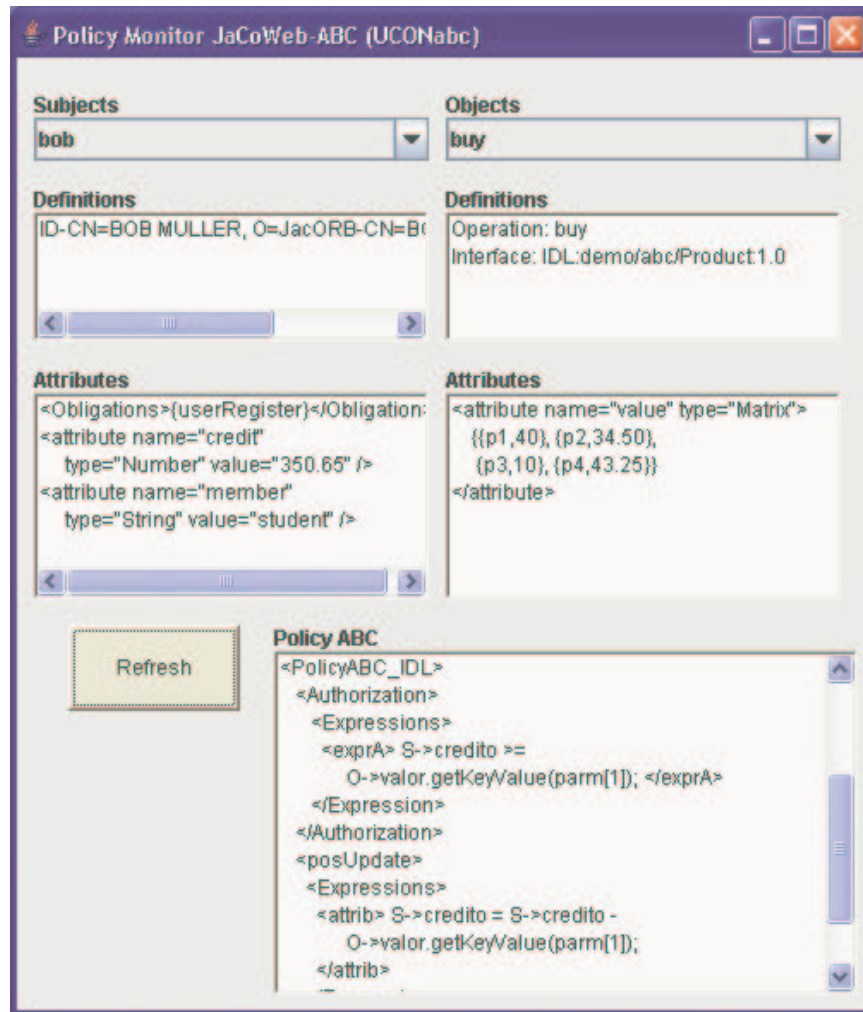 Policy Monitor JaCoWeb-ABC (UCONabc)
Subjects
bob
Objects
buy
Definitions
ID-CN=BOB MULLER, O=JacORB-CN=BO
Definitions
Operation: buy
Interface: IDL:demo/abc/Product:1.0
Attributes
<Obligations>{userRegister}</Obligation:
<attribute name="credit"
type="Number" value="350.65" />
<attribute name="member"
type="String" value="student" />
Attributes
<attribute name="value" type="Matrix">
{{p1,40}, {p2,34.50},
{p3,10}, {p4,43.25}}
</attribute>
Refresh
Policy ABC
<PolicyABC_IDL>
<Authorization>
<Expressions>
<exprA> S->credito >=
O->valor.getKeyValue(parm[1]); </exprA>
</Expression>
</Authorization>
<posUpdate>
<Expressions>
<attrib> S->credito = S->credito -
O->valor.getKeyValue(parm[1];
</attrib>